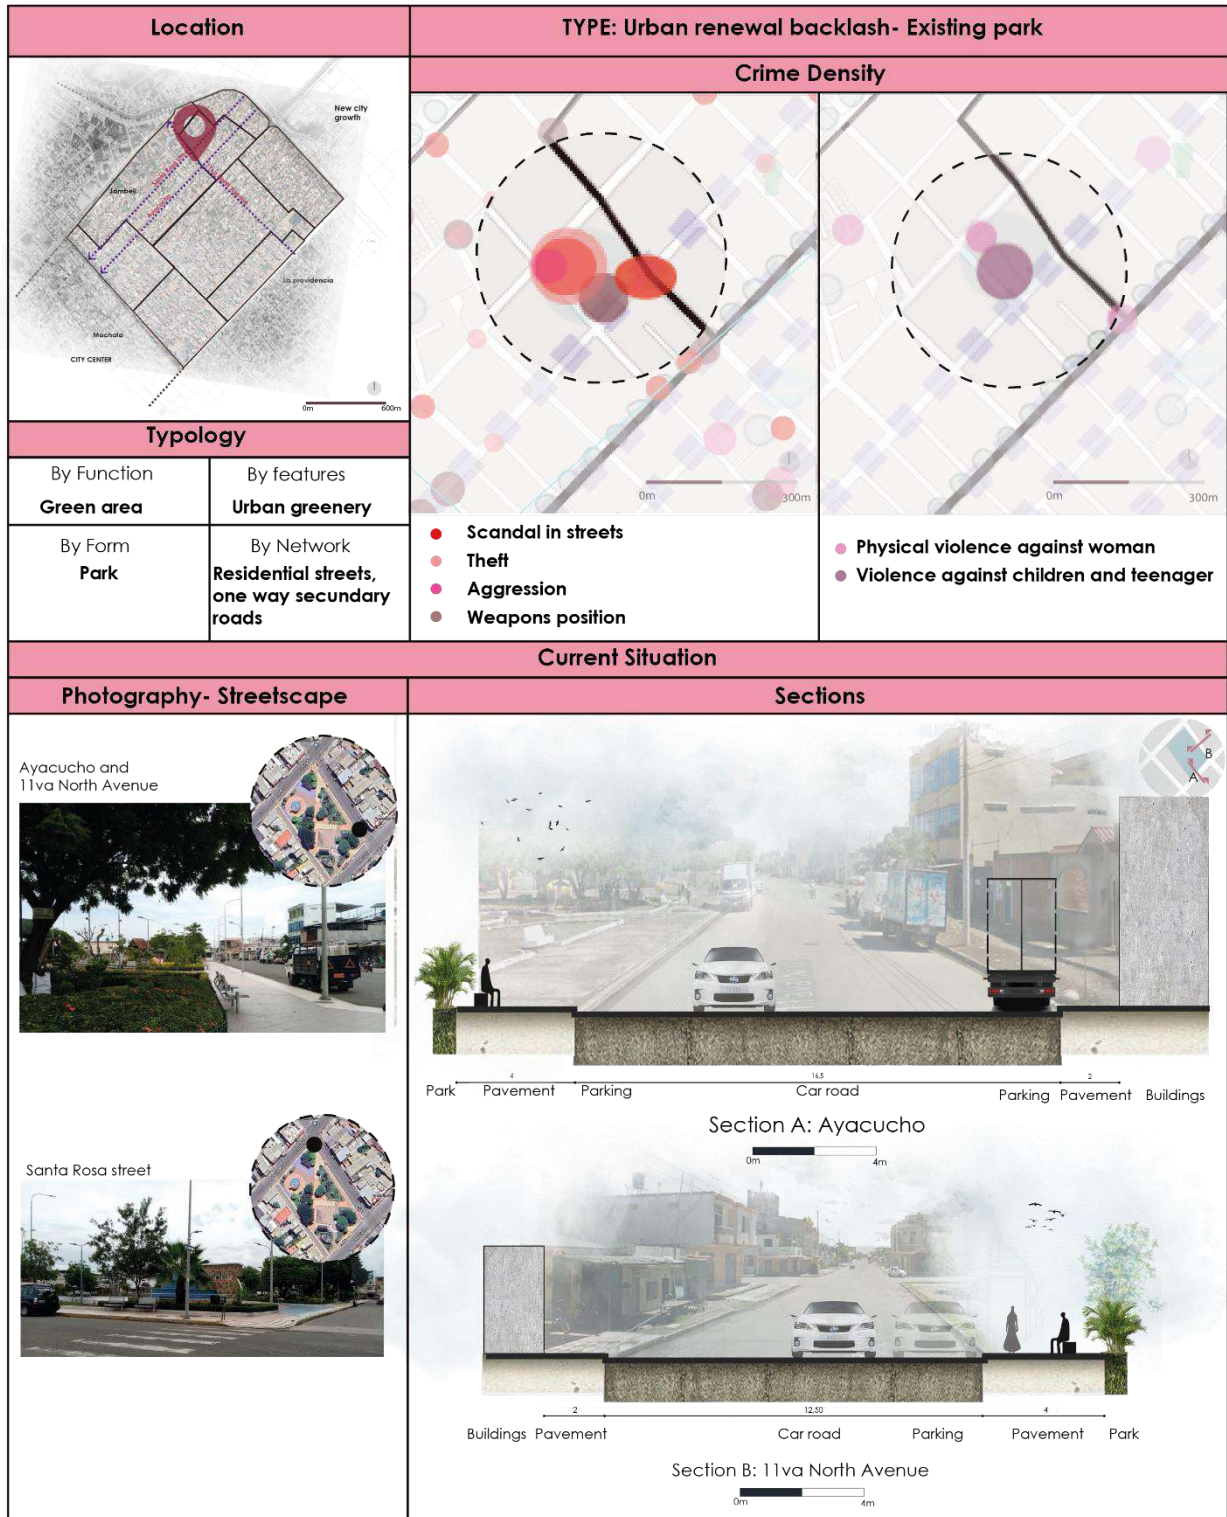 Location
TYPE: Urban renewal backlash- Existing park
Crime Density
New city
growth
Jambeli
La providencia
Machala
CITY CENTER
0m
600m
0m
300m
0m
300m
Typology
By Function
Green area
By features
Urban greenery
By Form
Park
By Network
Residential streets,
one way secundary
roads
Scandal in streets
Theft
Aggression
Weapons position
Physical violence against woman
Violence against children and teenager
Current Situation
Photography- Streetscape
Sections
Ayacucho and
11va North Avenue
B
A
4
16.5
2
Park
Pavement
Parking
Car road
Parking
Pavement
Buildings
Section A: Ayacucho
0m
4m
Santa Rosa street
2
12,50
4
Buildings
Pavement
Car road
Parking
Pavement
Park
Section B: 11va North Avenue
0m
4m